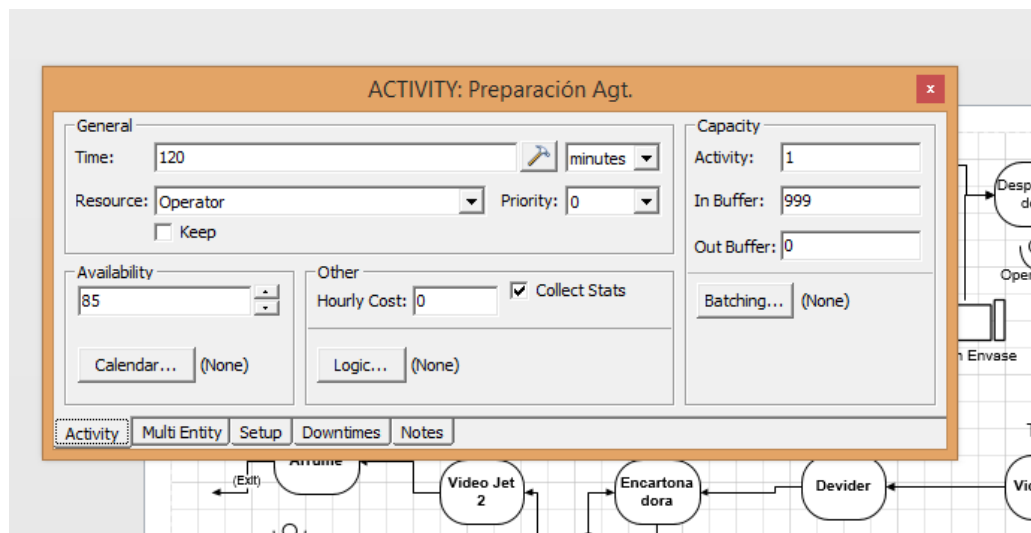 ACTIVITY: Preparación Agt.
x
General
Time: 120 minutes
Resource: Operator Priority: 0
Keep
Availability
85
Calendar... (None)
Other
Hourly Cost: 0 Collect Stats
Logic... (None)
Capacity
Activity: 1
In Buffer: 999
Out Buffer: 0
Batching... (None)
Activity Multi Entity Setup Downtimes Notes
Envase
(Exit)
Video Jet
2
Encartona
dora
Devider